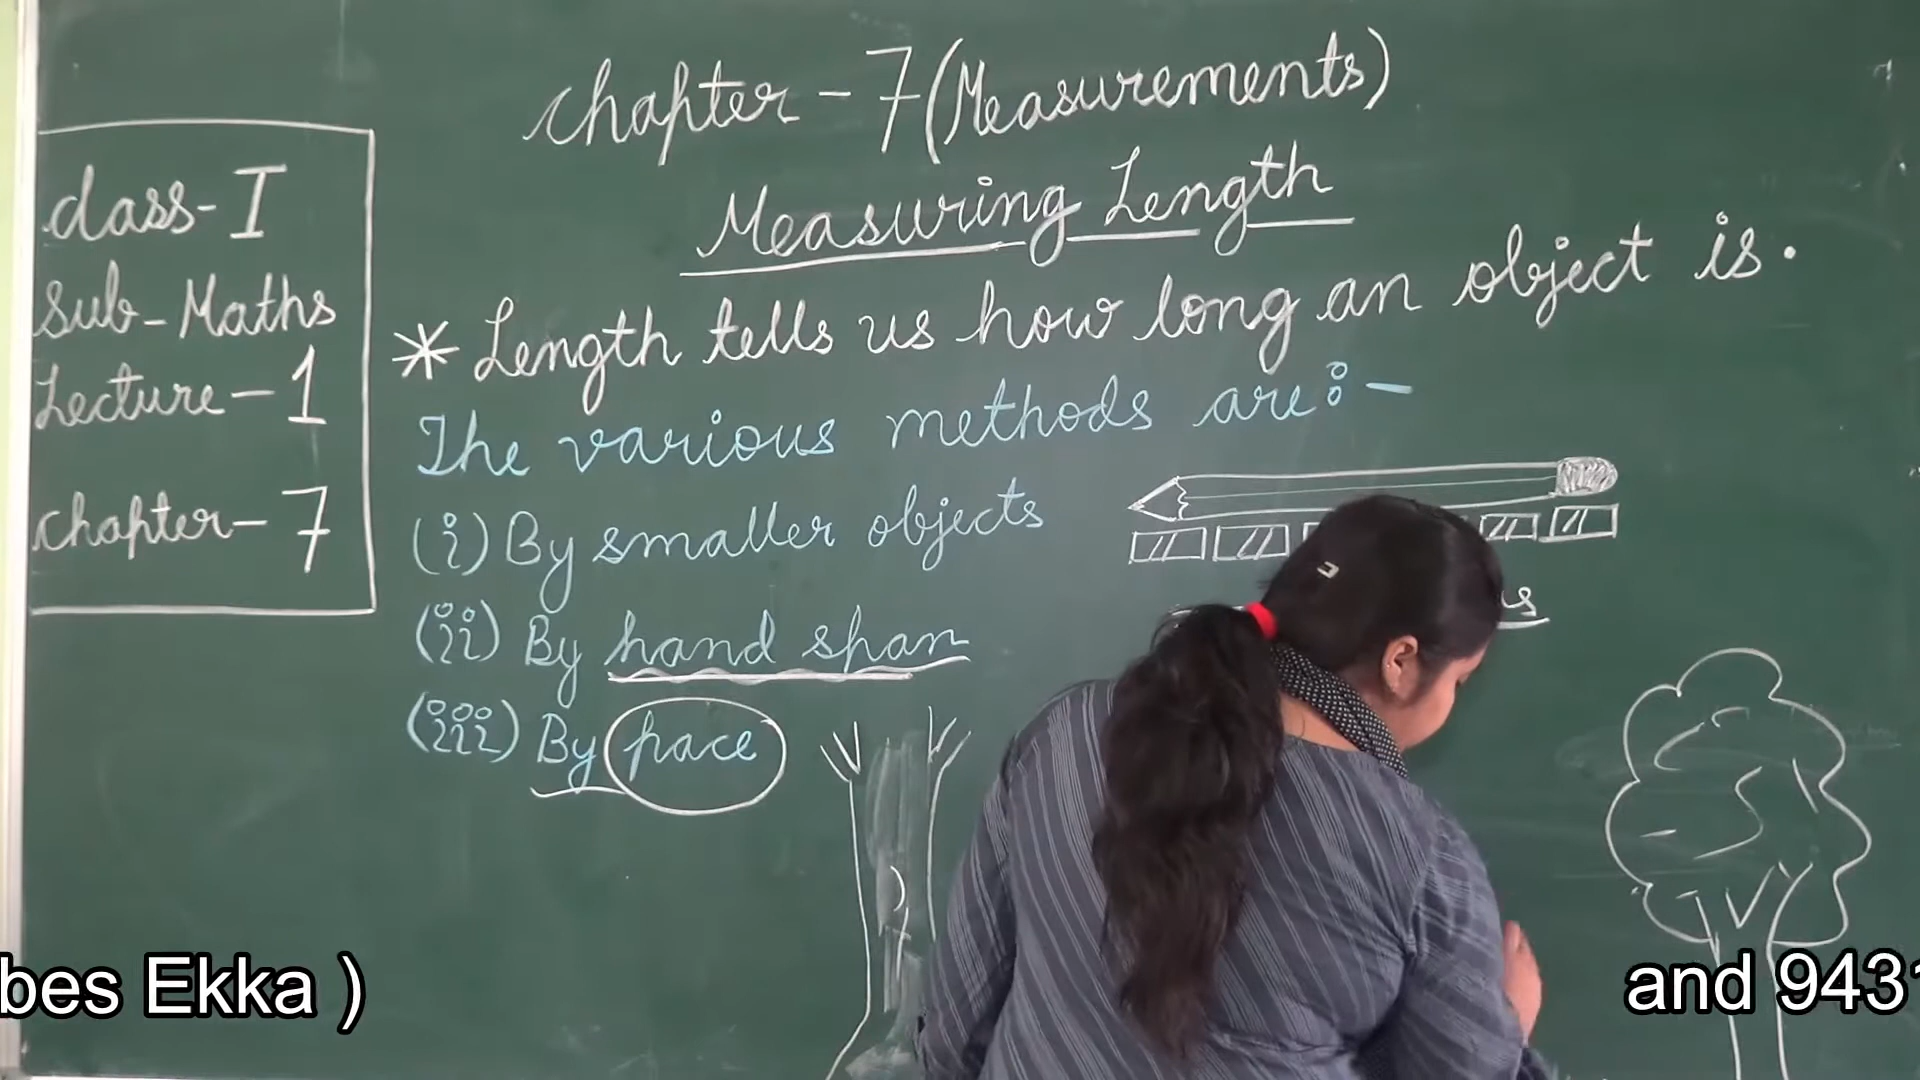 Chapter - 7 (Measurements)
Measuring Length
class - I
Sub - Maths
Lecture - 1
chapter - 7
* Length tells us how long an object is.
The various methods are :-
(i) By smaller objects
(ii) By hand span
(iii) By pace
bes Ekka )
and 9431